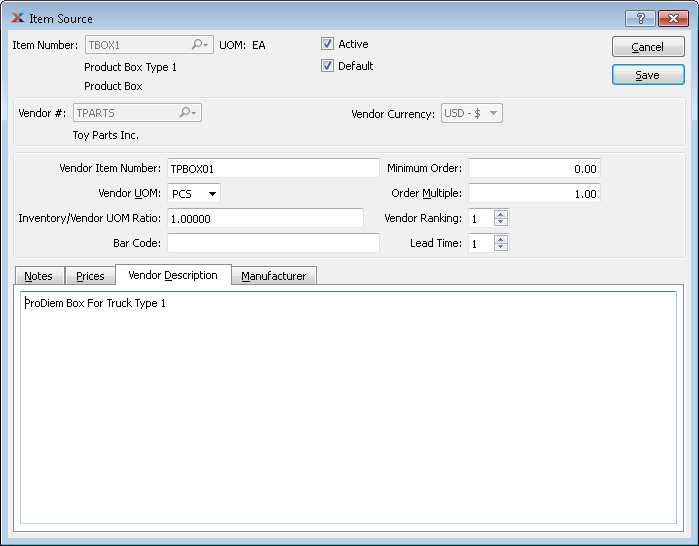 Item Source
?
Item Number: TBOX1 UOM: EA
Active
Cancel
Product Box Type 1
Default
Product Box
Save
Vendor #: TPARTS
Vendor Currency: USD - $
Toy Parts Inc.
Vendor Item Number: TPBOX01
Minimum Order: 0.00
Vendor UOM: PCS
Order Multiple: 1.00
Inventory/Vendor UOM Ratio: 1.00000
Vendor Ranking: 1
Bar Code:
Lead Time: 1
Notes Prices Vendor Description Manufacturer
ProDiem Box For Truck Type 1